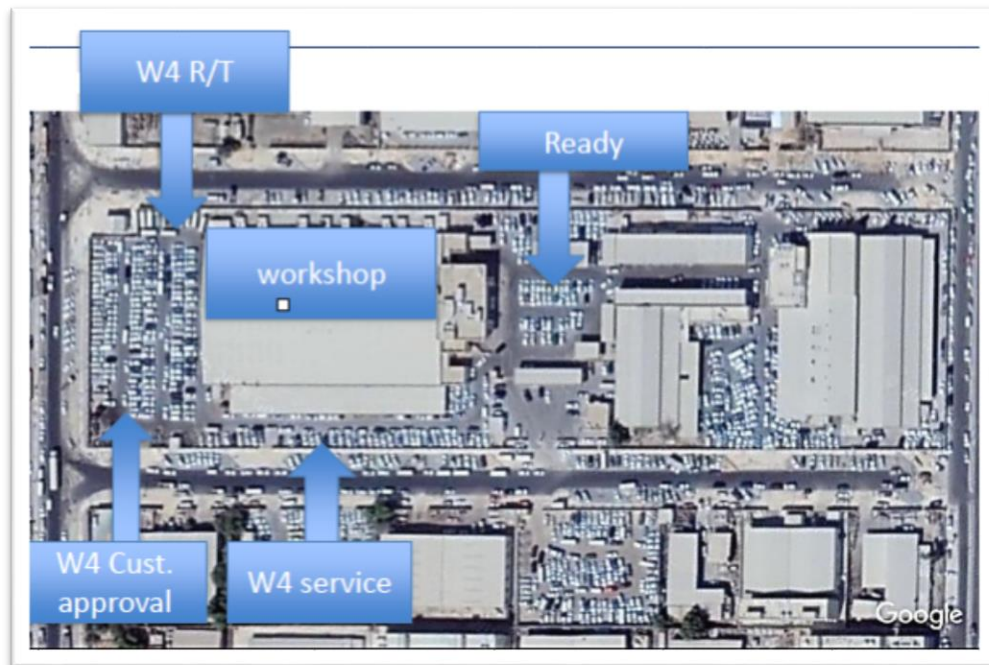 W4 R/T
Ready
workshop
W4 Cust.
approval
W4 service
Google